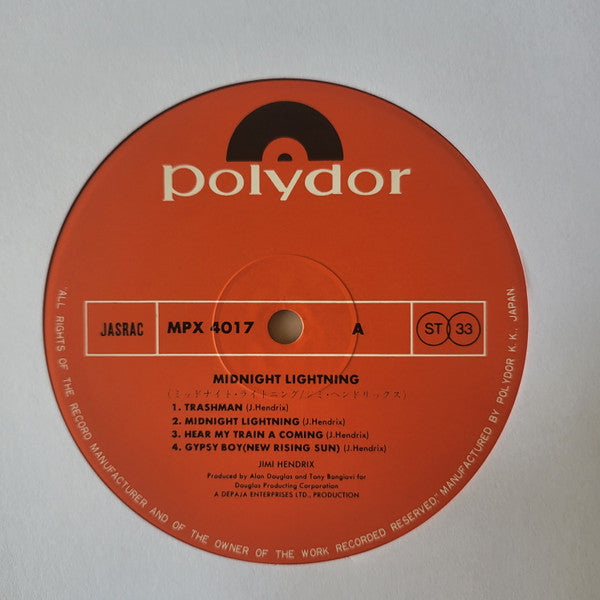 polydor
JASRAC
MPX 4017
A
ST 33
MIDNIGHT LIGHTNING
(ミッドナイト・ライトニング/ジミ・ヘンドリックス)
1. TRASHMAN (J.Hendrix)
2. MIDNIGHT LIGHTNING (J.Hendrix)
3. HEAR MY TRAIN A COMING (J.Hendrix)
4. GYPSY BOY(NEW RISING SUN) (J.Hendrix)
JIMI HENDRIX
Produced by Alan Douglas and Tony Bongiovi for
Douglas Producting Corporation
A DEPAJA ENTERPRISES LTD., PRODUCTION
"ALL RIGHTS OF THE RECORD MANUFACTURER AND OF THE OWNER OF THE WORK RECORDED RESERVED." MANUFACTURED BY POLYDOR K.K., JAPAN